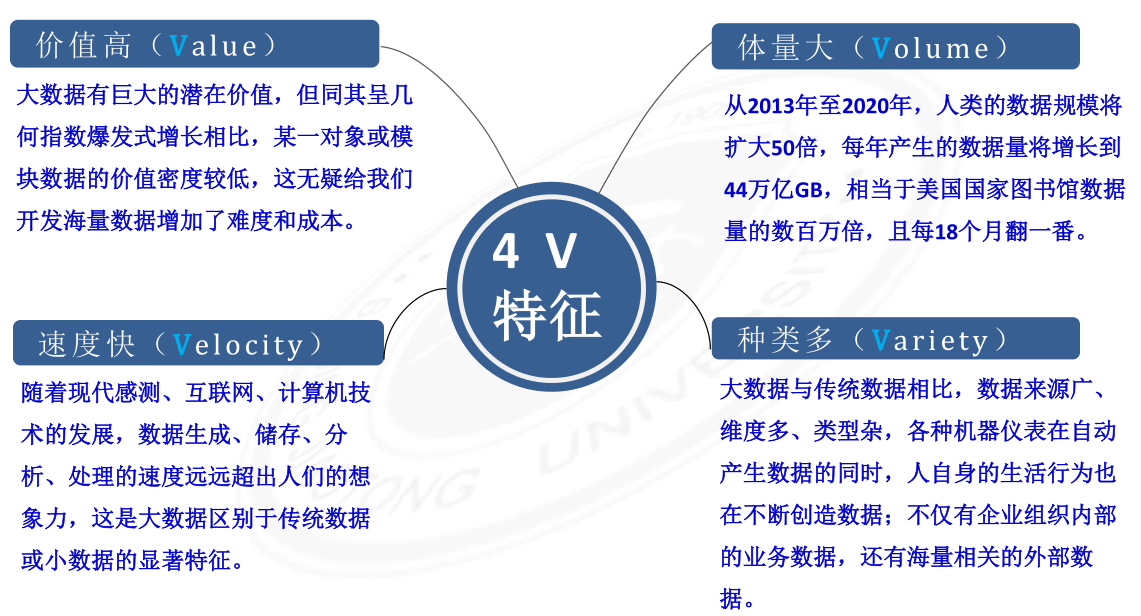 价值高（Value）
大数据有巨大的潜在价值，但同其呈几
何指数爆发式增长相比，某一对象或模
块数据的价值密度较低，这无疑给我们
开发海量数据增加了难度和成本。
体量大（Volume）
从2013年至2020年，人类的数据规模将
扩大50倍，每年产生的数据量将增长到
44万亿GB，相当于美国国家图书馆数据
量的数百万倍，且每18个月翻一番。
4 V
特征
速度快（Velocity）
随着现代感测、互联网、计算机技
术的发展，数据生成、储存、分
析、处理的速度远远超出人们的想
象力，这是大数据区别于传统数据
或小数据的显著特征。
种类多（Variety）
大数据与传统数据相比，数据来源广、
维度多、类型杂，各种机器仪表在自动
产生数据的同时，人自身的生活行为也
在不断创造数据；不仅有企业组织内部
的业务数据，还有海量相关的外部数
据。